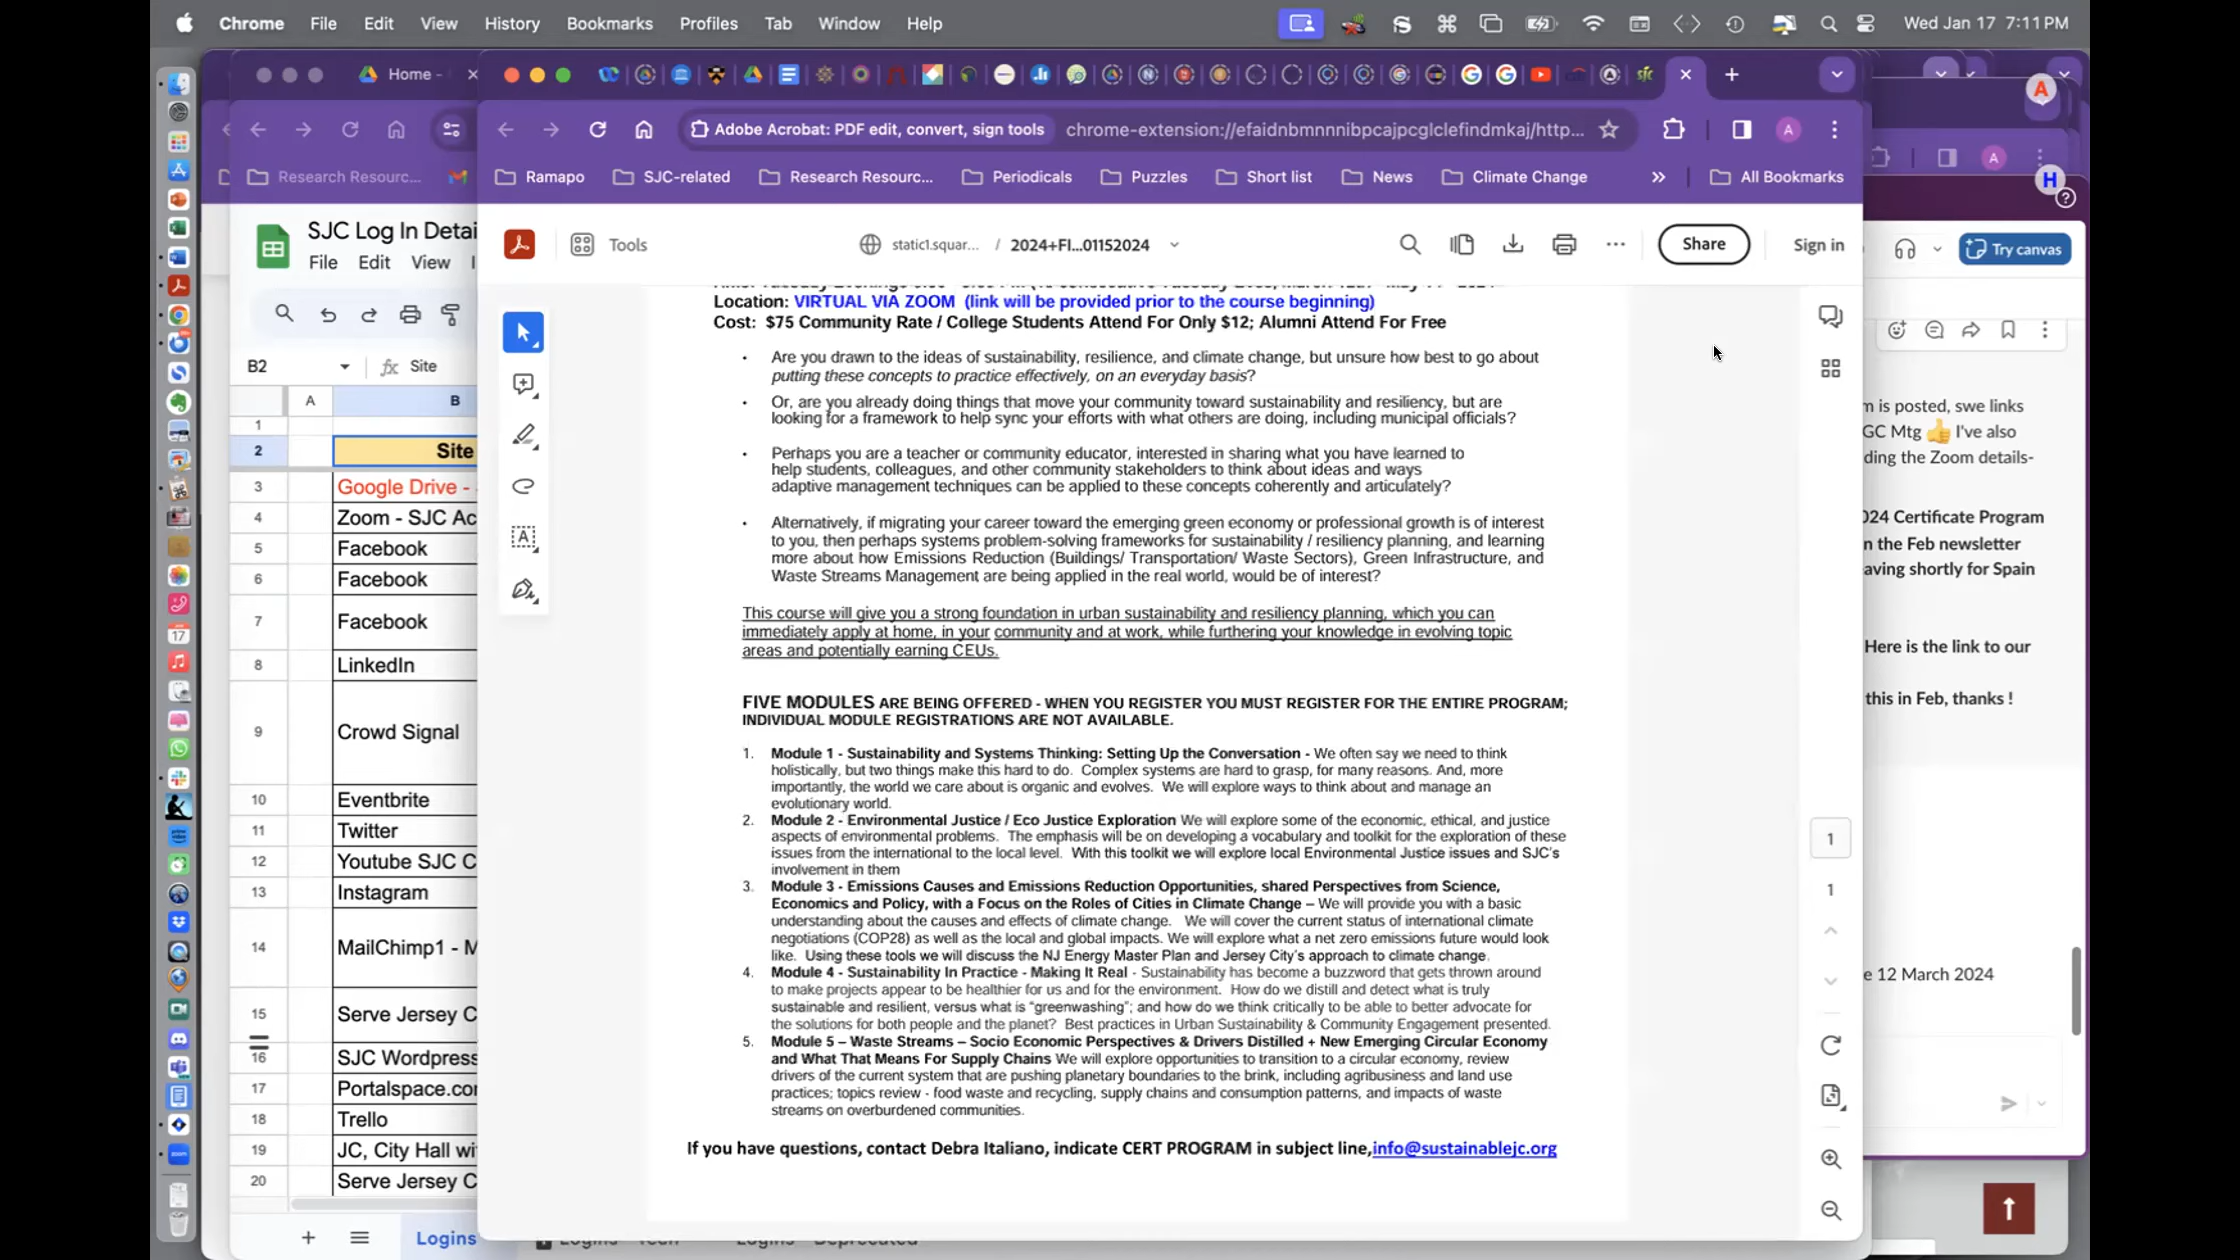 Chrome File Edit View History Bookmarks Profiles Tab Window Help
Wed Jan 17 7:11 PM
Home -
Adobe Acrobat: PDF edit, convert, sign tools
chrome-extension://efaidnbmnnnibpcajpcglclefindmkaj/http...
Research Resourc...
Ramapo
SJC-related
Research Resourc...
Periodicals
Puzzles
Short list
News
Climate Change
All Bookmarks
SJC Log In Detai
File Edit View
Tools
static1.squar... / 2024+FI...01152024
Share
Sign in
Try canvas
B2
fx Site
A B
1
2 Site
3 Google Drive -
4 Zoom - SJC Ac
5 Facebook
6 Facebook
7 Facebook
8 LinkedIn
9 Crowd Signal
10 Eventbrite
11 Twitter
12 Youtube SJC C
13 Instagram
14 MailChimp1 - M
15 Serve Jersey C
16 SJC Wordpress
17 Portalspace.co
18 Trello
19 JC, City Hall wi
20 Serve Jersey C
Logins
Location: VIRTUAL VIA ZOOM (link will be provided prior to the course beginning)
Cost: $75 Community Rate / College Students Attend For Only $12; Alumni Attend For Free
• Are you drawn to the ideas of sustainability, resilience, and climate change, but unsure how best to go about
putting these concepts to practice effectively, on an everyday basis?
• Or, are you already doing things that move your community toward sustainability and resiliency, but are
looking for a framework to help sync your efforts with what others are doing, including municipal officials?
• Perhaps you are a teacher or community educator, interested in sharing what you have learned to
help students, colleagues, and other community stakeholders to think about ideas and ways
adaptive management techniques can be applied to these concepts coherently and articulately?
• Alternatively, if migrating your career toward the emerging green economy or professional growth is of interest
to you, then perhaps systems problem-solving frameworks for sustainability / resiliency planning, and learning
more about how Emissions Reduction (Buildings/ Transportation/ Waste Sectors), Green Infrastructure, and
Waste Streams Management are being applied in the real world, would be of interest?
This course will give you a strong foundation in urban sustainability and resiliency planning, which you can
immediately apply at home, in your community and at work, while furthering your knowledge in evolving topic
areas and potentially earning CEUs.
FIVE MODULES ARE BEING OFFERED - WHEN YOU REGISTER YOU MUST REGISTER FOR THE ENTIRE PROGRAM;
INDIVIDUAL MODULE REGISTRATIONS ARE NOT AVAILABLE.
1. Module 1 - Sustainability and Systems Thinking: Setting Up the Conversation - We often say we need to think
holistically, but two things make this hard to do. Complex systems are hard to grasp, for many reasons. And, more
importantly, the world we care about is organic and evolves. We will explore ways to think about and manage an
evolutionary world.
2. Module 2 - Environmental Justice / Eco Justice Exploration We will explore some of the economic, ethical, and justice
aspects of environmental problems. The emphasis will be on developing a vocabulary and toolkit for the exploration of these
issues from the international to the local level. With this toolkit we will explore local Environmental Justice issues and SJC's
involvement in them
3. Module 3 - Emissions Causes and Emissions Reduction Opportunities, shared Perspectives from Science,
Economics and Policy, with a Focus on the Roles of Cities in Climate Change – We will provide you with a basic
understanding about the causes and effects of climate change. We will cover the current status of international climate
negotiations (COP28) as well as the local and global impacts. We will explore what a net zero emissions future would look
like. Using these tools we will discuss the NJ Energy Master Plan and Jersey City's approach to climate change.
4. Module 4 - Sustainability In Practice - Making It Real - Sustainability has become a buzzword that gets thrown around
to make projects appear to be healthier for us and for the environment. How do we distill and detect what is truly
sustainable and resilient, versus what is "greenwashing"; and how do we think critically to be able to better advocate for
the solutions for both people and the planet? Best practices in Urban Sustainability & Community Engagement presented.
5. Module 5 – Waste Streams – Socio Economic Perspectives & Drivers Distilled + New Emerging Circular Economy
and What That Means For Supply Chains We will explore opportunities to transition to a circular economy, review
drivers of the current system that are pushing planetary boundaries to the brink, including agribusiness and land use
practices; topics review - food waste and recycling, supply chains and consumption patterns, and impacts of waste
streams on overburdened communities.
If you have questions, contact Debra Italiano, indicate CERT PROGRAM in subject line,info@sustainablejc.org
1
1
m is posted, swe links
GC Mtg 👍 I've also
ding the Zoom details-
024 Certificate Program
n the Feb newsletter
aving shortly for Spain
Here is the link to our
this in Feb, thanks !
e 12 March 2024